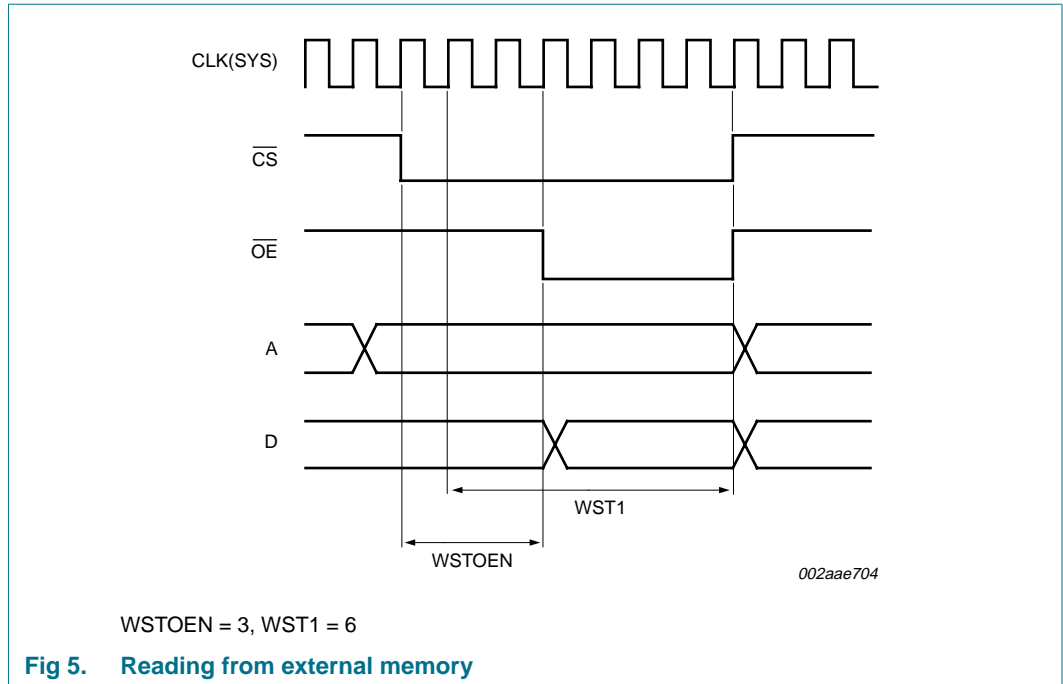 CLK(SYS)
CS
OE
A
D
WST1
WSTOEN
002aae704
WSTOEN = 3, WST1 = 6
Fig 5. Reading from external memory